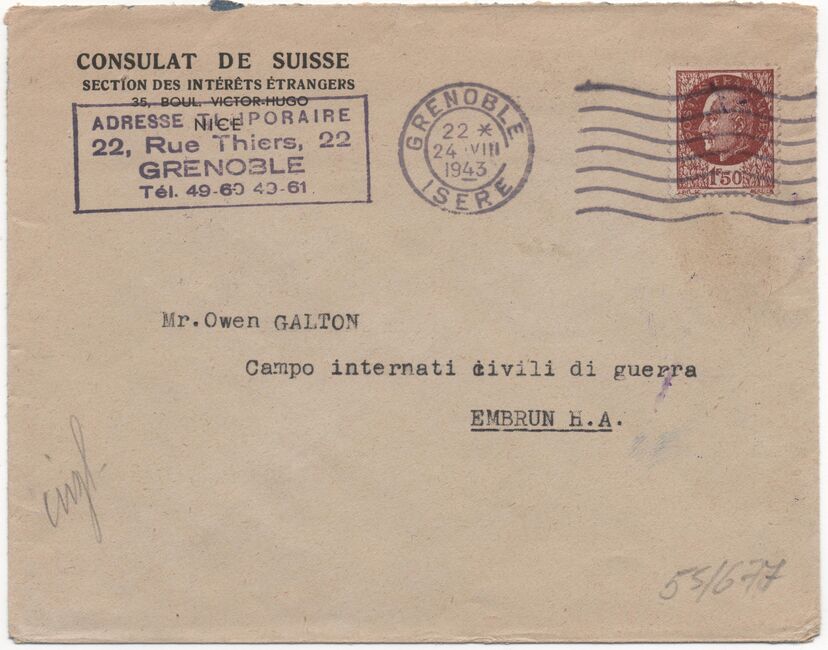 CONSULAT DE SUISSE
SECTION DES INTÉRÊTS ÉTRANGERS
35, BOUL. VICTOR-HUGO
NICE
ADRESSE TEMPORAIRE
22, Rue Thiers, 22
GRENOBLE
Tél. 49-60 49-61
GRENOBLE
22 *
24 · VIII
1943
ISERE
POSTES FRANÇAISES
1F50
Mr. Owen GALTON
Campo internati civili di guerra
EMBRUN H.A.
55/677